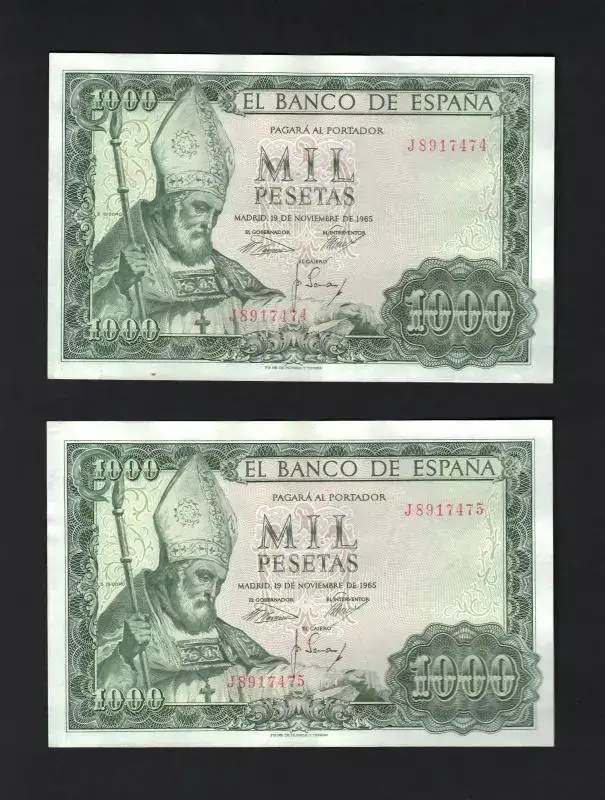 1000
EL BANCO DE ESPAÑA
PAGARÁ AL PORTADOR
J8917474
MIL
PESETAS
MADRID, 19 DE NOVIEMBRE DE 1965
S. ISIDORO
EL GOBERNADOR EL INTERVENTOR
EL CAJERO
J8917474
1000
1000
1000
EL BANCO DE ESPAÑA
PAGARÁ AL PORTADOR
J8917475
MIL
PESETAS
MADRID, 19 DE NOVIEMBRE DE 1965
S. ISIDORO
EL GOBERNADOR EL INTERVENTOR
EL CAJERO
J8917475
1000
1000